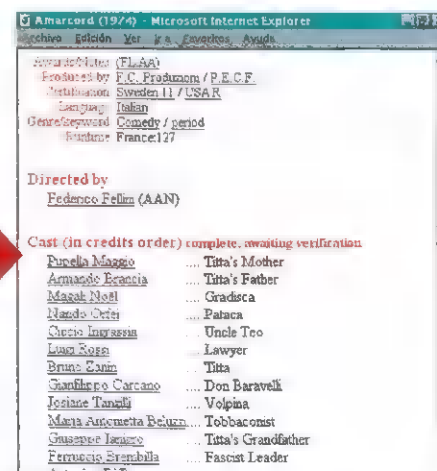 Amarcord (1974) - Microsoft Internet Explorer
Archivo Edición Ver Ir a Favoritos Ayuda
(FL:AA)
Produced by F.C. Produzioni / P.E.C.F.
Certification Sweden:11 / USA:R
Language Italian
Genre/keyword Comedy / period
Runtime France:127
Directed by
Federico Fellini (AAN)
Cast (in credits order) complete, awaiting verification
Pupella Maggio .... Titta's Mother
Armando Brancia .... Titta's Father
Magali Noël .... Gradisca
Nando Orfei .... Pataca
Ciccio Ingrassia .... Uncle Teo
Luigi Rossi .... Lawyer
Bruno Zanin .... Titta
Gianfilippo Carcano .... Don Baravelli
Josiane Tanzilli .... Volpina
Maria Antonietta Beluzzi .... Tobbaconist
Giuseppe Ianigro .... Titta's Grandfather
Ferruccio Brembilla .... Fascist Leader